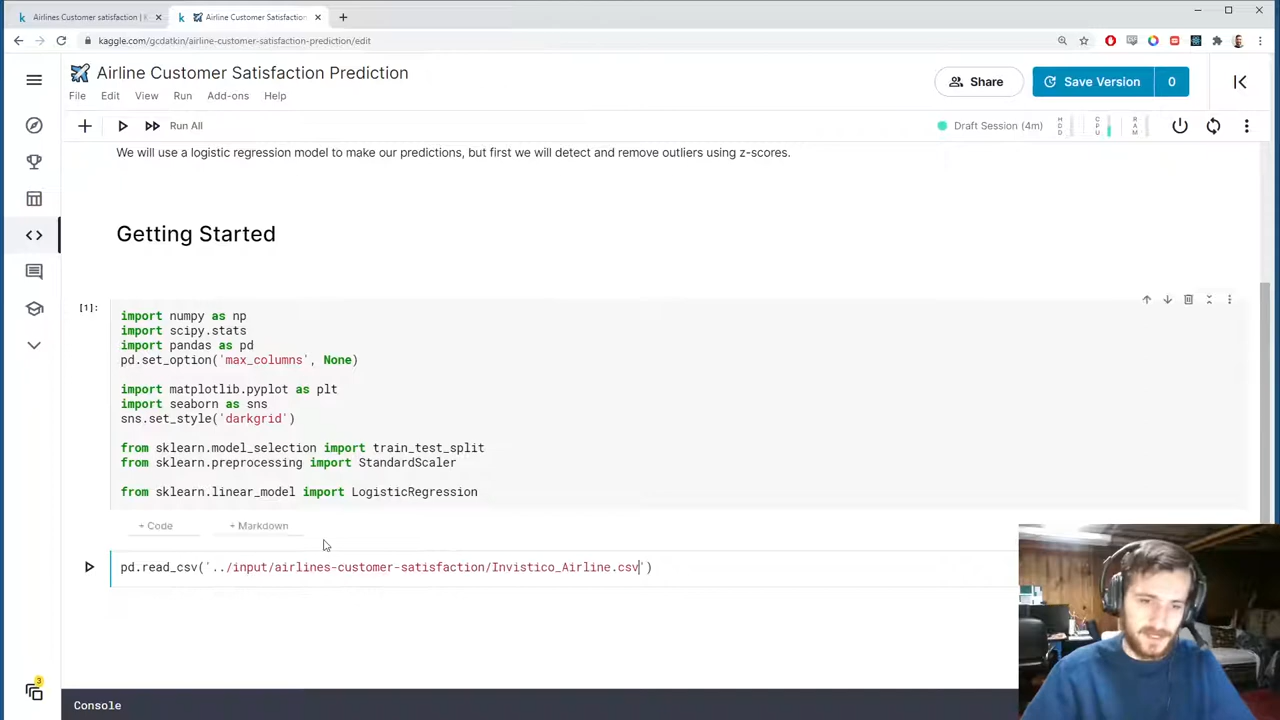 Airlines Customer satisfaction |
Airline Customer Satisfaction
kaggle.com/gcdatkin/airline-customer-satisfaction-prediction/edit
Airline Customer Satisfaction Prediction
Share
Save Version
0
File Edit View Run Add-ons Help
Run All
Draft Session (4m)
HDD
CPU
RAM
We will use a logistic regression model to make our predictions, but first we will detect and remove outliers using z-scores.
Getting Started
[1]:
import numpy as np
import scipy.stats
import pandas as pd
pd.set_option('max_columns', None)
import matplotlib.pyplot as plt
import seaborn as sns
sns.set_style('darkgrid')
from sklearn.model_selection import train_test_split
from sklearn.preprocessing import StandardScaler
from sklearn.linear_model import LogisticRegression
+ Code
+ Markdown
pd.read_csv('../input/airlines-customer-satisfaction/Invistico_Airline.csv')
3
Console